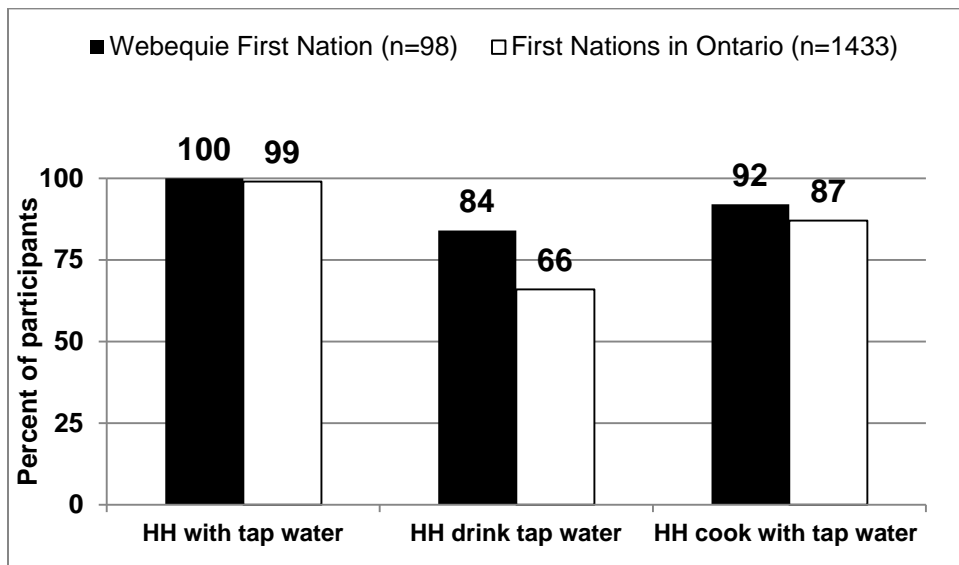 Webequie First Nation (n=98) First Nations in Ontario (n=1433)
Percent of participants
100
75
50
25
0
100 99
84 66
92 87
HH with tap water HH drink tap water HH cook with tap water